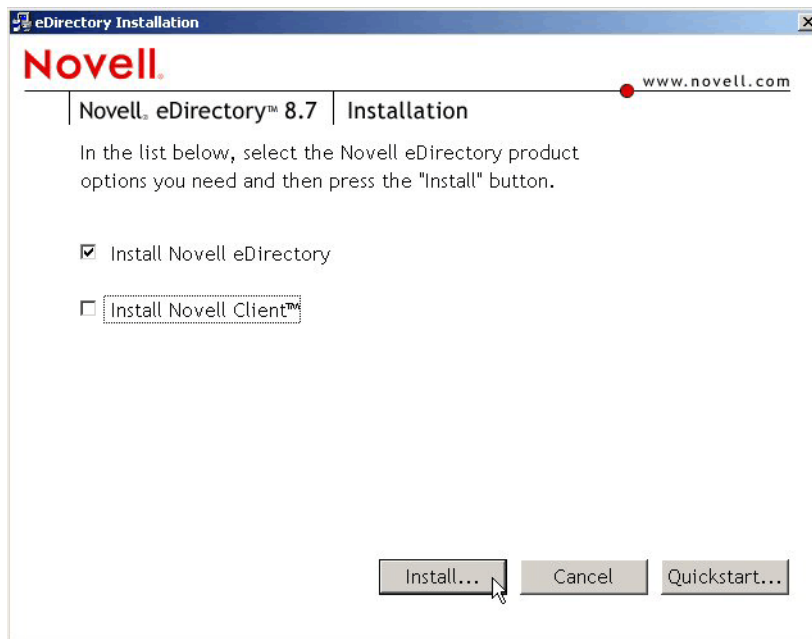 eDirectory Installation
Novell®
www.novell.com
Novell® eDirectory™ 8.7 | Installation
In the list below, select the Novell eDirectory product
options you need and then press the "Install" button.
Install Novell eDirectory
Install Novell Client™
Install... Cancel Quickstart...